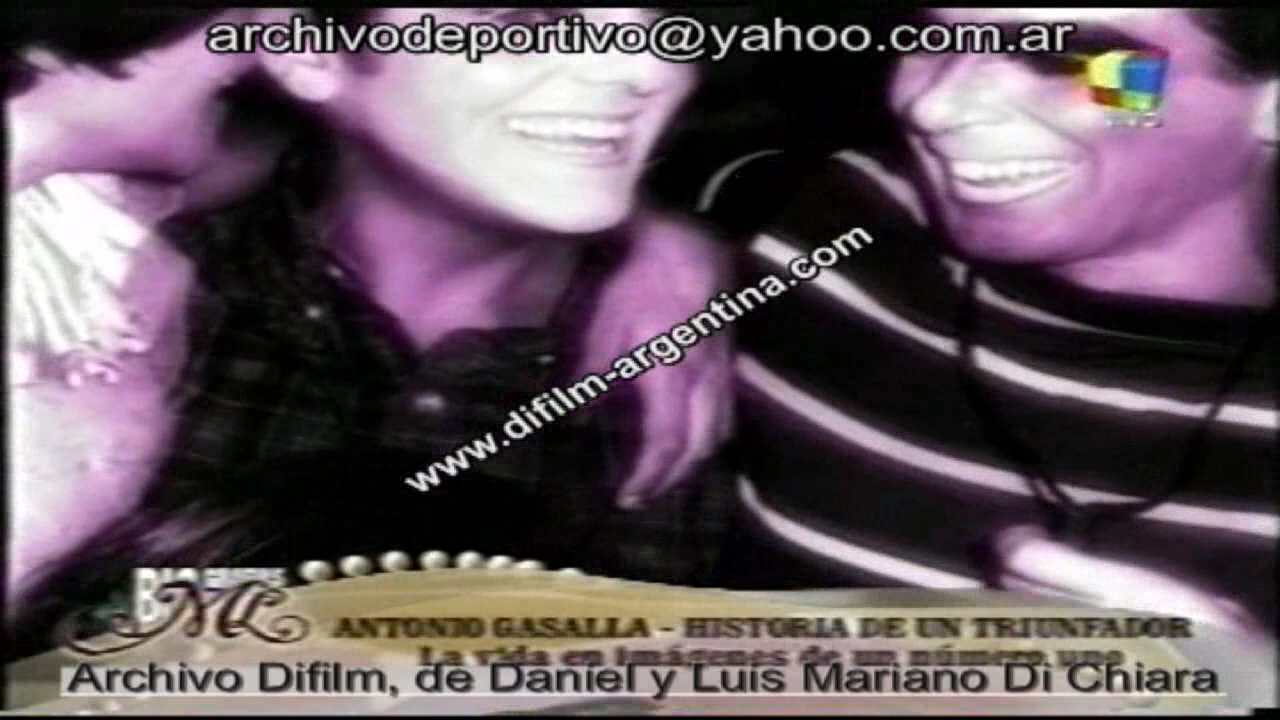 archivodeportivo@yahoo.com.ar
www.difilm-argentina.com
ML
ANTONIO GASALLA - HISTORIA DE UN TRIUNFADOR
La vida en imágenes de un número uno
Archivo Difilm, de Daniel y Luis Mariano Di Chiara